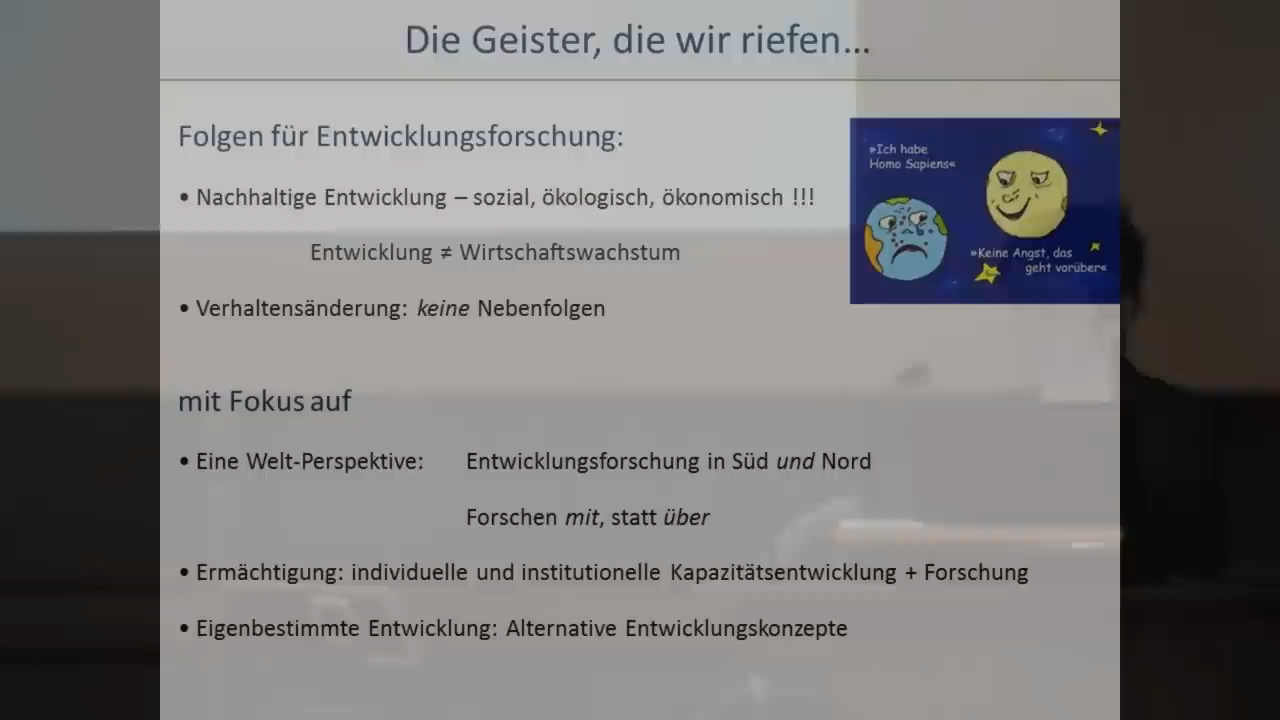 Die Geister, die wir riefen...
Folgen für Entwicklungsforschung:
• Nachhaltige Entwicklung – sozial, ökologisch, ökonomisch !!!
Entwicklung ≠ Wirtschaftswachstum
• Verhaltensänderung: keine Nebenfolgen
»Ich habe
Homo Sapiens«
»Keine Angst, das
geht vorüber«
mit Fokus auf
• Eine Welt-Perspektive: Entwicklungsforschung in Süd und Nord
Forschen mit, statt über
• Ermächtigung: individuelle und institutionelle Kapazitätsentwicklung + Forschung
• Eigenbestimmte Entwicklung: Alternative Entwicklungskonzepte